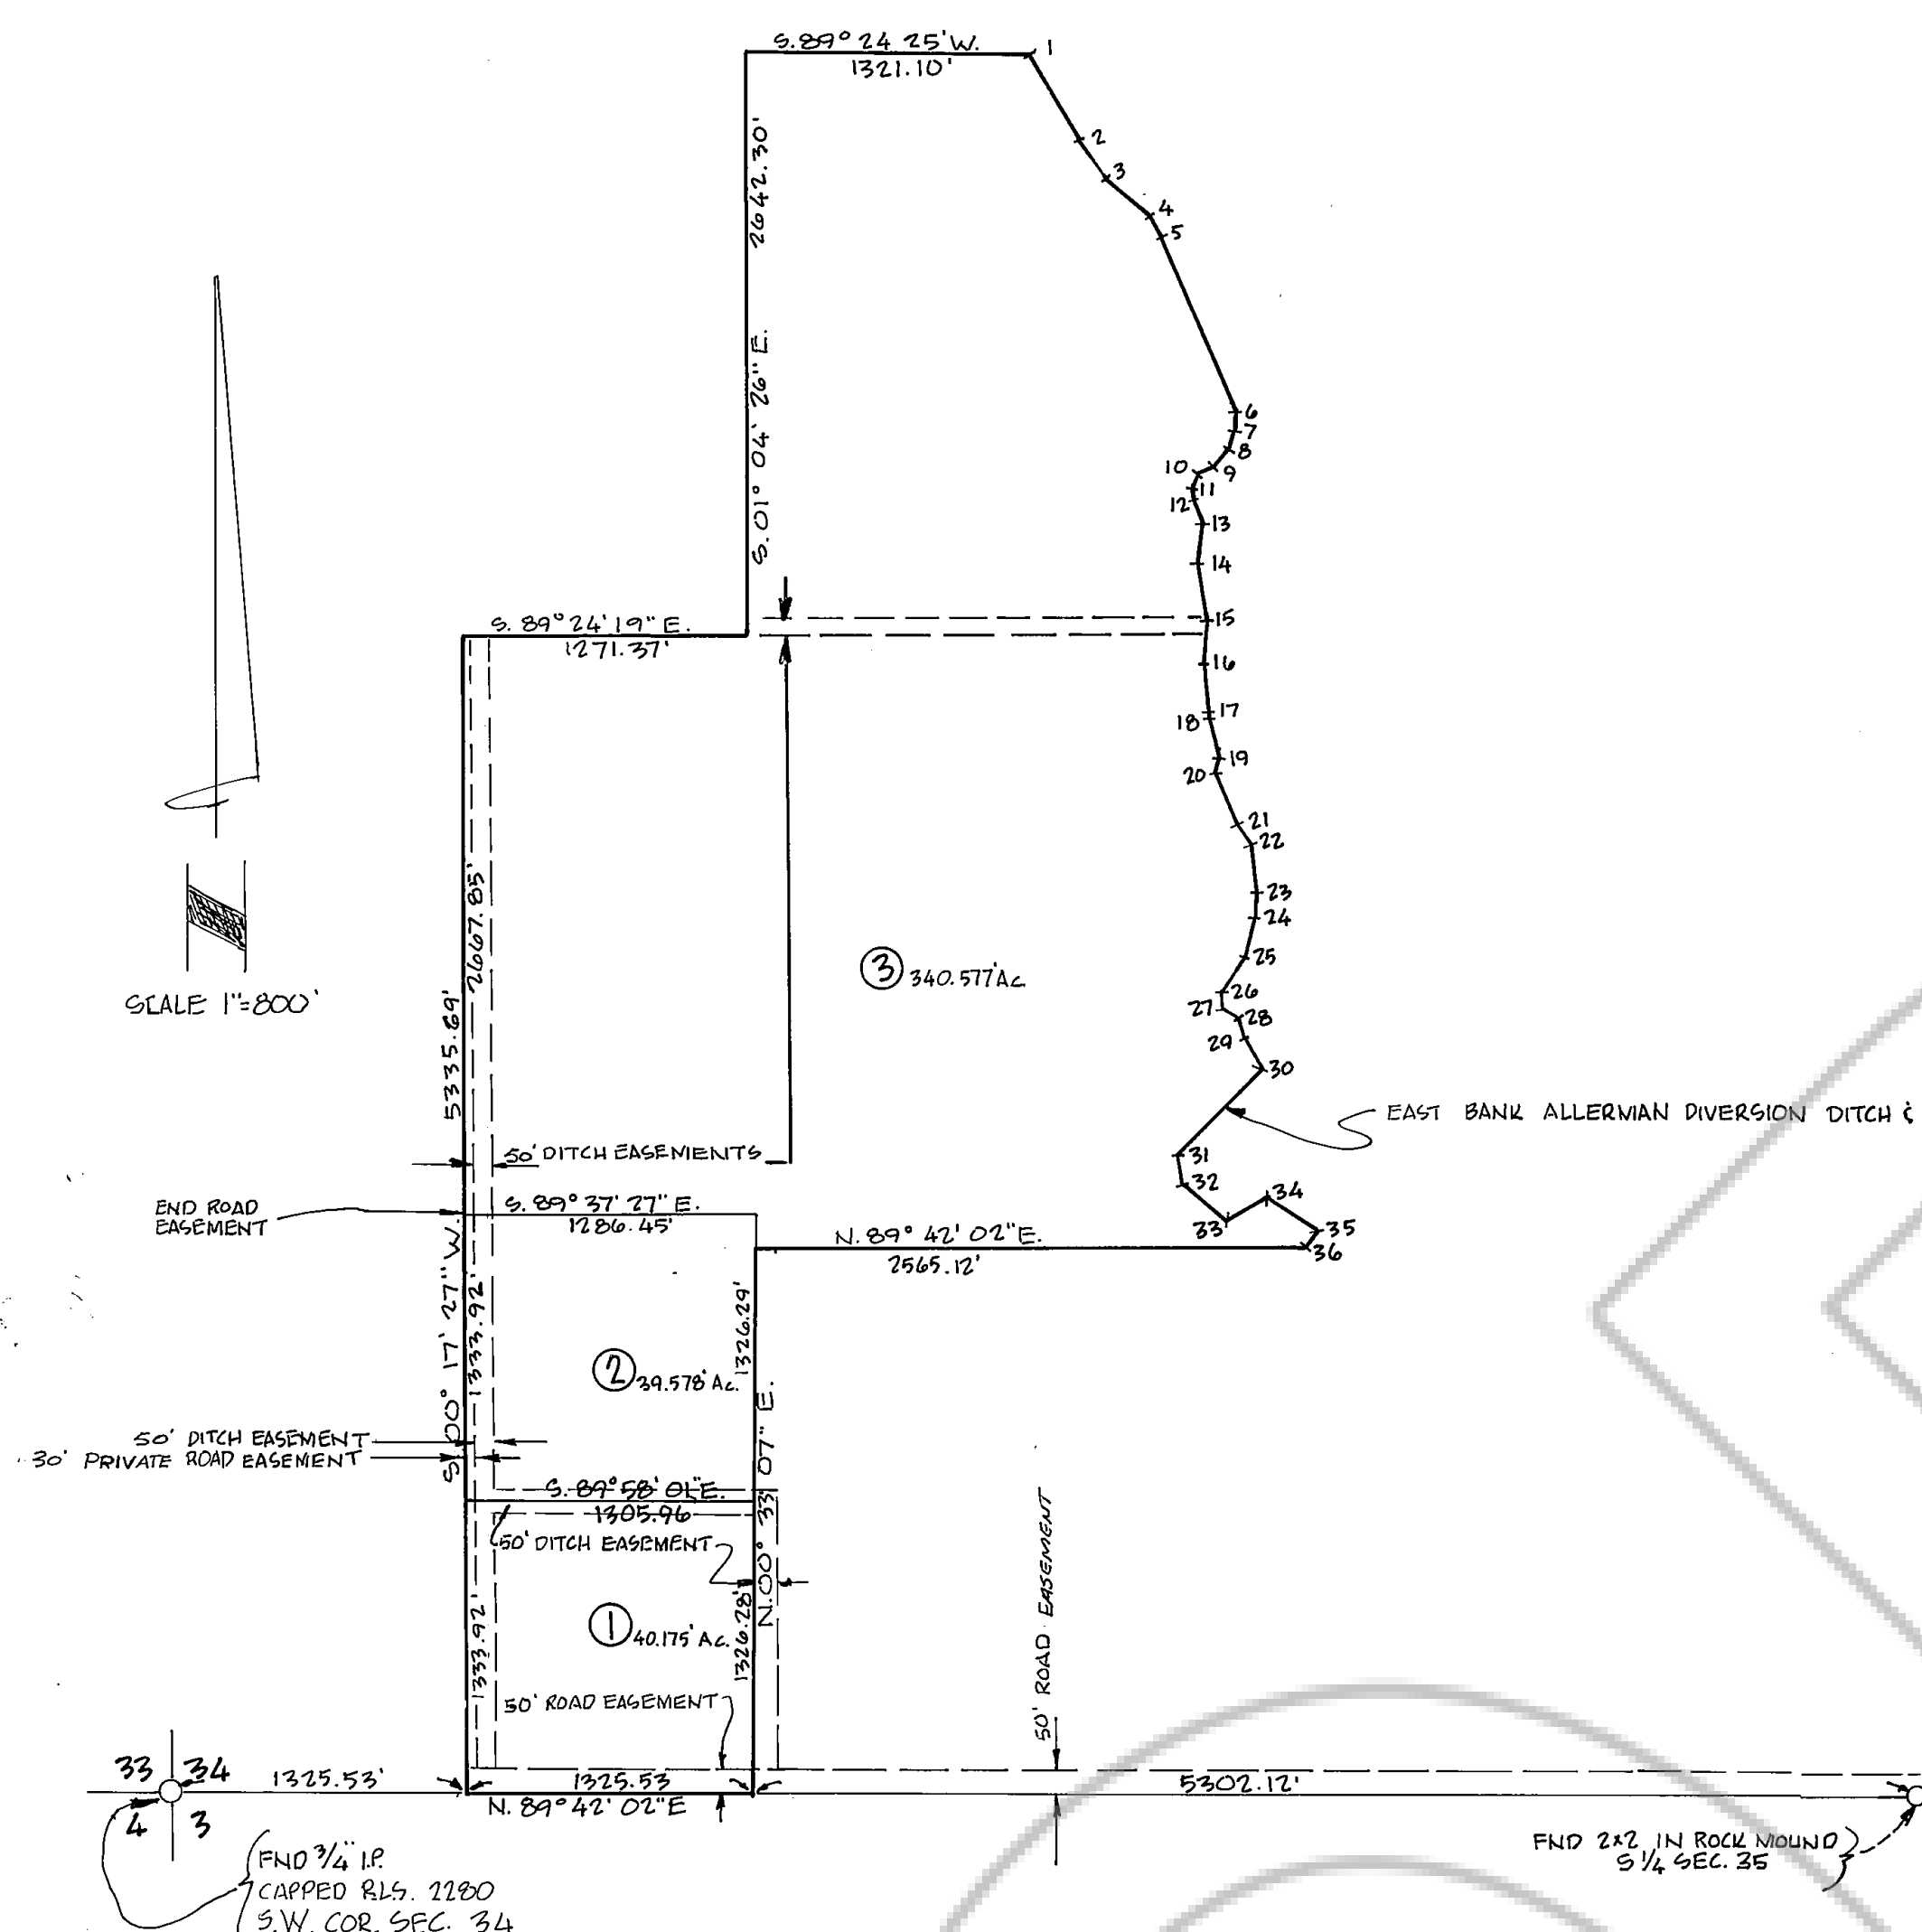 S. 89° 24 25' W.
1321.10'
1
2
3
4
5
2642.30'
S. 01° 04' 26" E.
6
7
8
9
10
11
12
13
14
15
S. 89° 24' 19" E.
1271.37'
16
17
18
19
20
21
22
23
24
25
26
27
28
29
30
3 340.577' Ac
2667.85'
5335.69'
SCALE 1"=800'
EAST BANK ALLERMAN DIVERSION DITCH &
50' DITCH EASEMENTS
31
32
33
34
35
36
END ROAD
EASEMENT
S. 89° 37' 27" E.
1286.45'
N. 89° 42' 02" E.
2565.12'
S. 00° 17' 27" W.
1333.92'
1326.29'
2 39.578' Ac.
50' DITCH EASEMENT
30' PRIVATE ROAD EASEMENT
N. 00° 33' 07" E.
S. 89° 58' 01" E.
1305.96
50' DITCH EASEMENT
1 40.175' Ac.
1333.92'
1326.28'
50' ROAD EASEMENT
50' ROAD EASEMENT
33 34
4 3
1325.53'
1325.53
N. 89° 42' 02" E
5302.12'
FND 3/4" I.P.
CAPPED R.L.S. 2280
S.W. COR. SEC. 34
FND 2x2 IN ROCK MOUND
S 1/4 SEC. 35